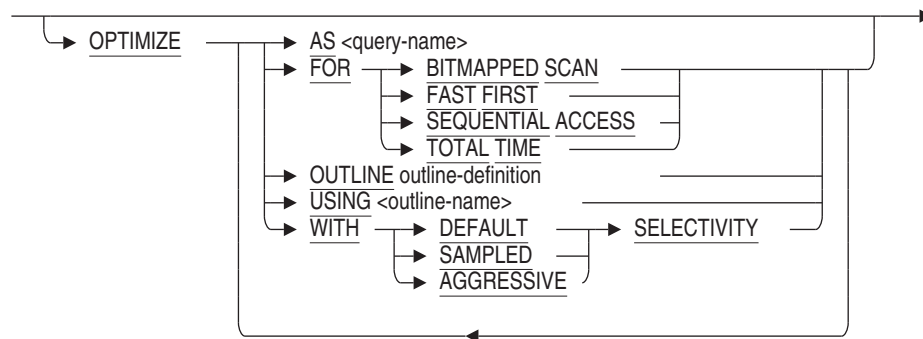 OPTIMIZE AS <query-name>
FOR BITMAPPED SCAN
FAST FIRST
SEQUENTIAL ACCESS
TOTAL TIME
OUTLINE outline-definition
USING <outline-name>
WITH DEFAULT SELECTIVITY
SAMPLED
AGGRESSIVE